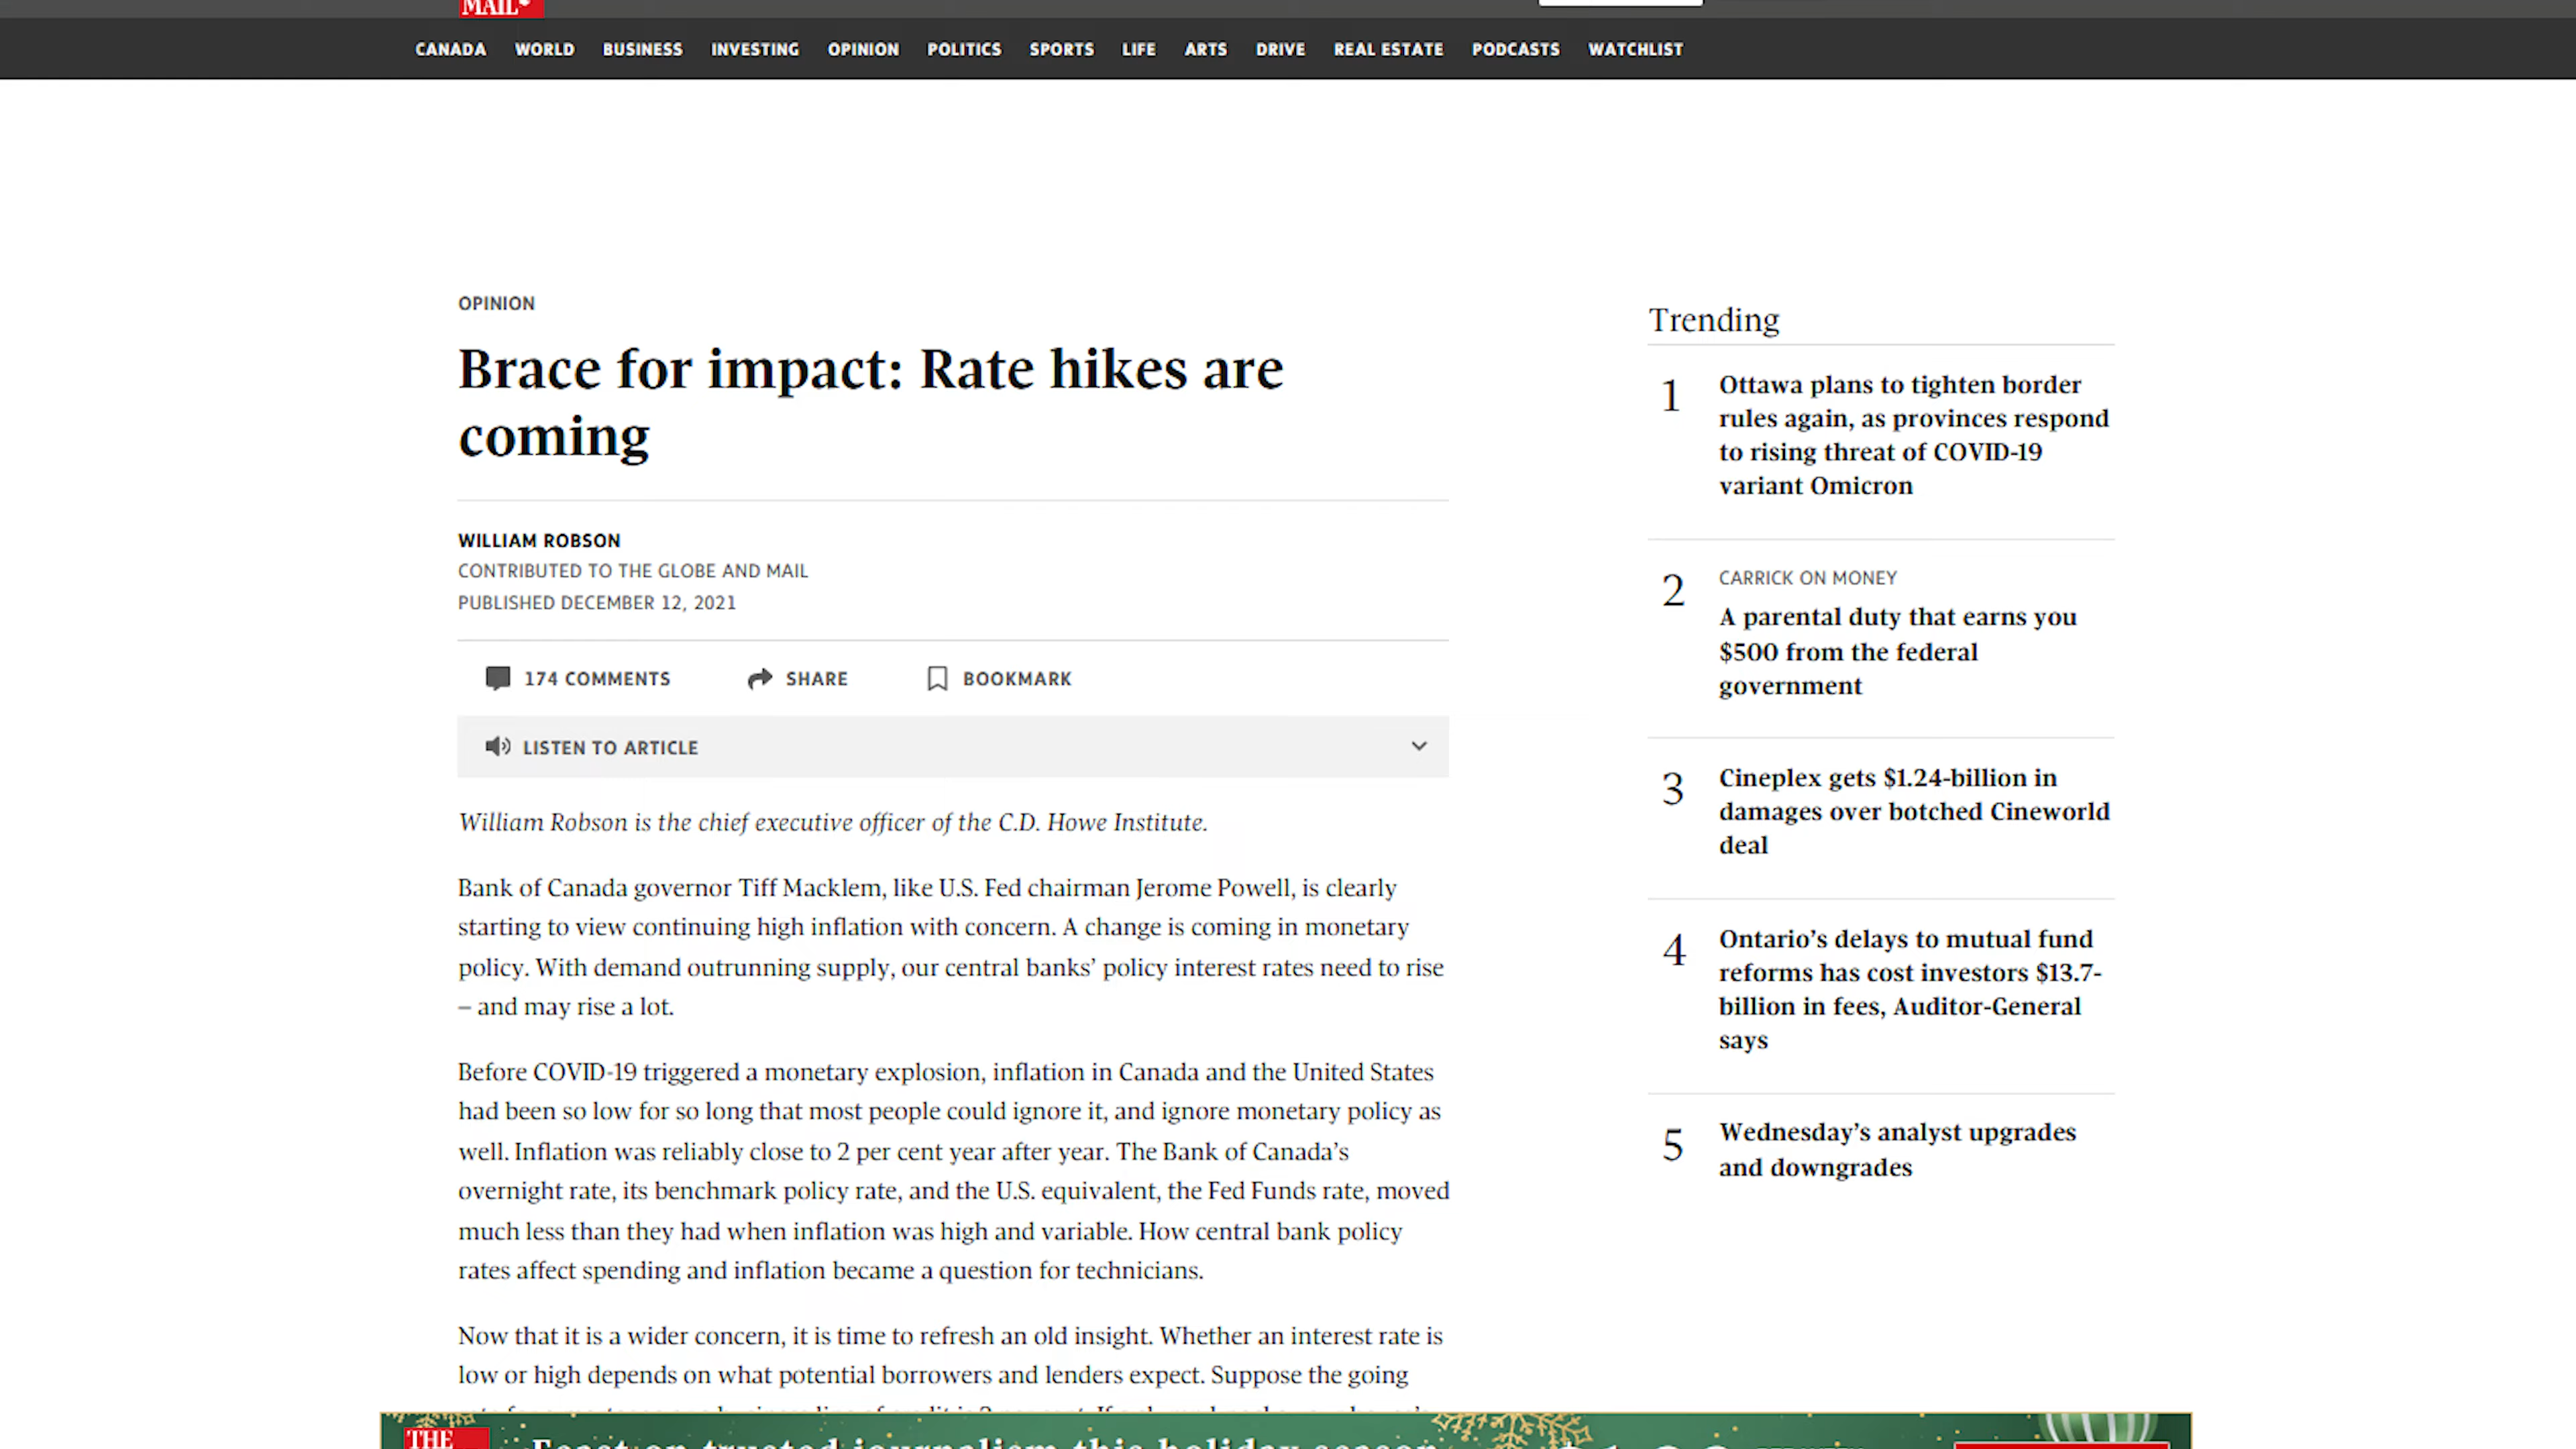 MAIL
CANADA WORLD BUSINESS INVESTING OPINION POLITICS SPORTS LIFE ARTS DRIVE REAL ESTATE PODCASTS WATCHLIST
OPINION
Brace for impact: Rate hikes are
coming
WILLIAM ROBSON
CONTRIBUTED TO THE GLOBE AND MAIL
PUBLISHED DECEMBER 12, 2021
174 COMMENTS SHARE BOOKMARK
LISTEN TO ARTICLE
William Robson is the chief executive officer of the C.D. Howe Institute.
Bank of Canada governor Tiff Macklem, like U.S. Fed chairman Jerome Powell, is clearly
starting to view continuing high inflation with concern. A change is coming in monetary
policy. With demand outrunning supply, our central banks’ policy interest rates need to rise
– and may rise a lot.
Before COVID-19 triggered a monetary explosion, inflation in Canada and the United States
had been so low for so long that most people could ignore it, and ignore monetary policy as
well. Inflation was reliably close to 2 per cent year after year. The Bank of Canada’s
overnight rate, its benchmark policy rate, and the U.S. equivalent, the Fed Funds rate, moved
much less than they had when inflation was high and variable. How central bank policy
rates affect spending and inflation became a question for technicians.
Now that it is a wider concern, it is time to refresh an old insight. Whether an interest rate is
low or high depends on what potential borrowers and lenders expect. Suppose the going
Trending
1 Ottawa plans to tighten border
rules again, as provinces respond
to rising threat of COVID-19
variant Omicron
2 CARRICK ON MONEY
A parental duty that earns you
$500 from the federal
government
3 Cineplex gets $1.24-billion in
damages over botched Cineworld
deal
4 Ontario’s delays to mutual fund
reforms has cost investors $13.7-
billion in fees, Auditor-General
says
5 Wednesday’s analyst upgrades
and downgrades
THE
Feast on trusted journalism this holiday season